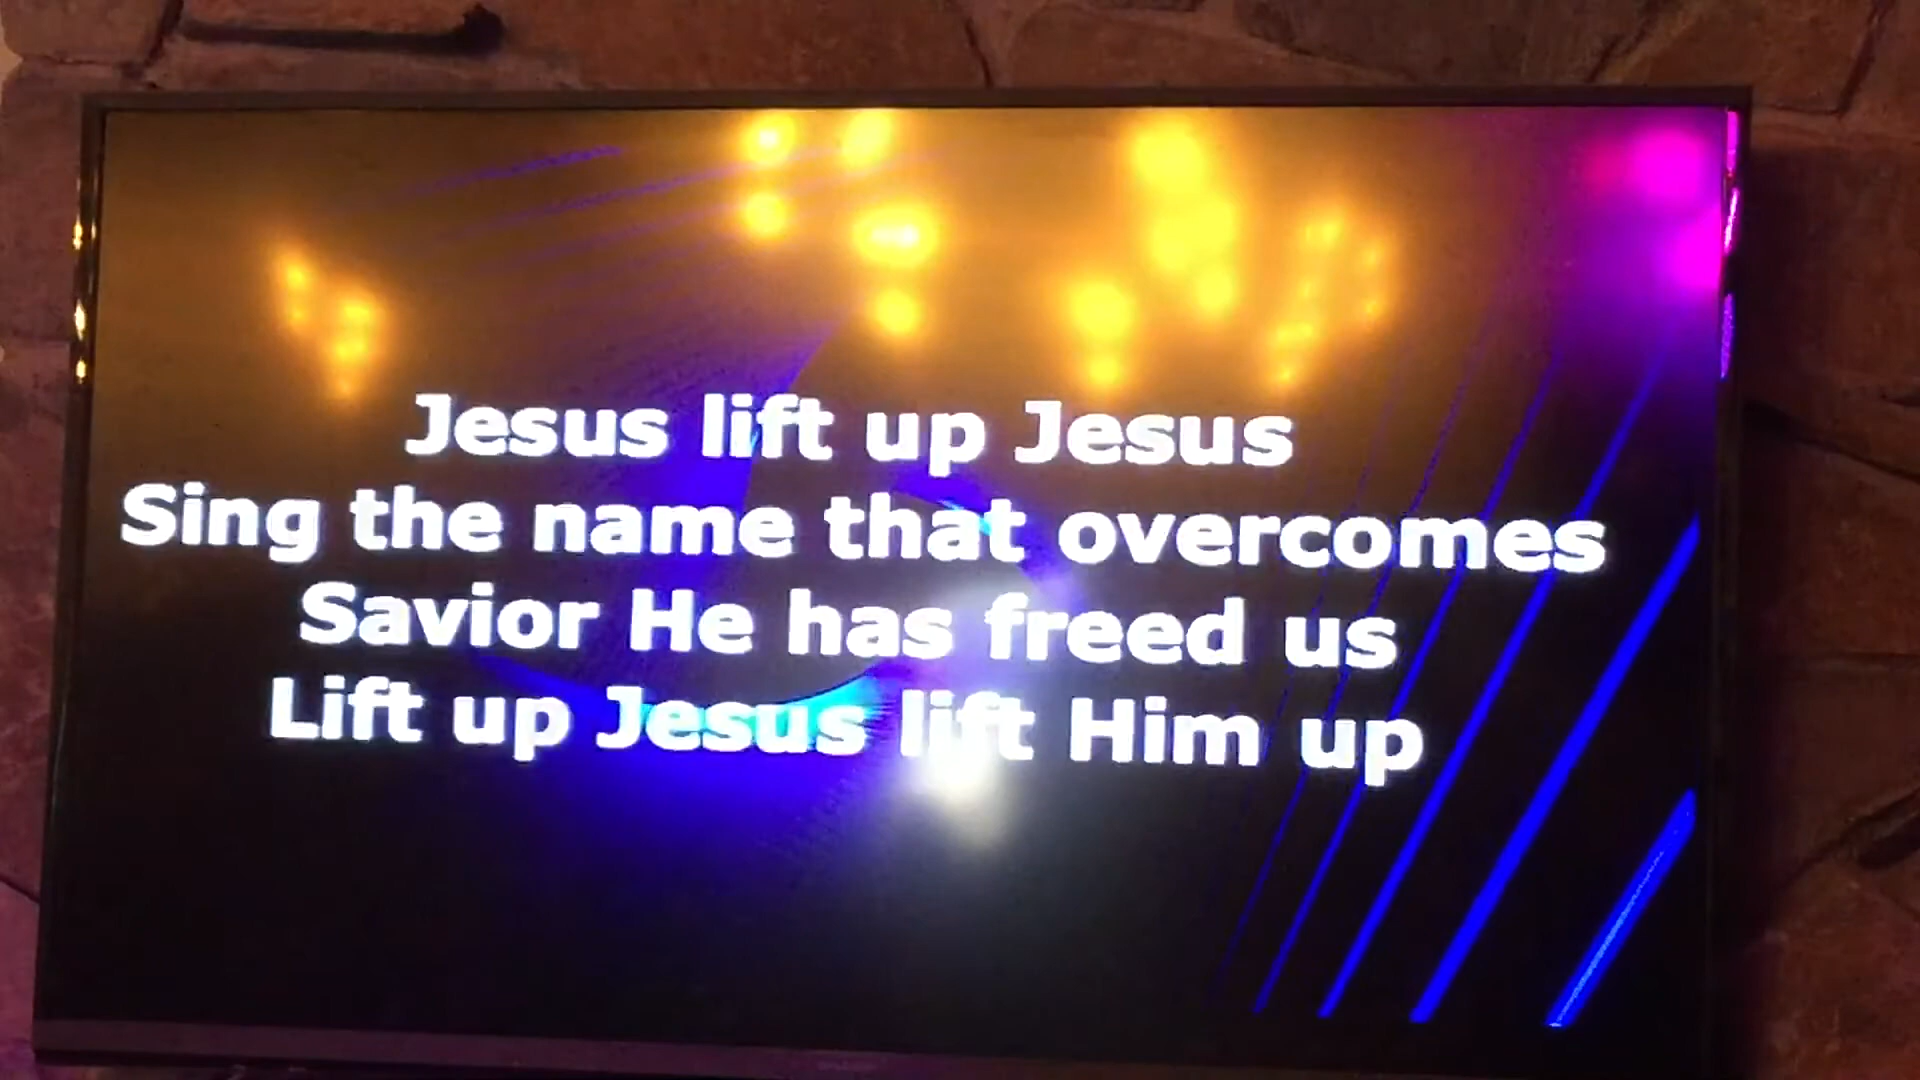 Jesus lift up Jesus
Sing the name that overcomes
Savior He has freed us
Lift up Jesus lift Him up